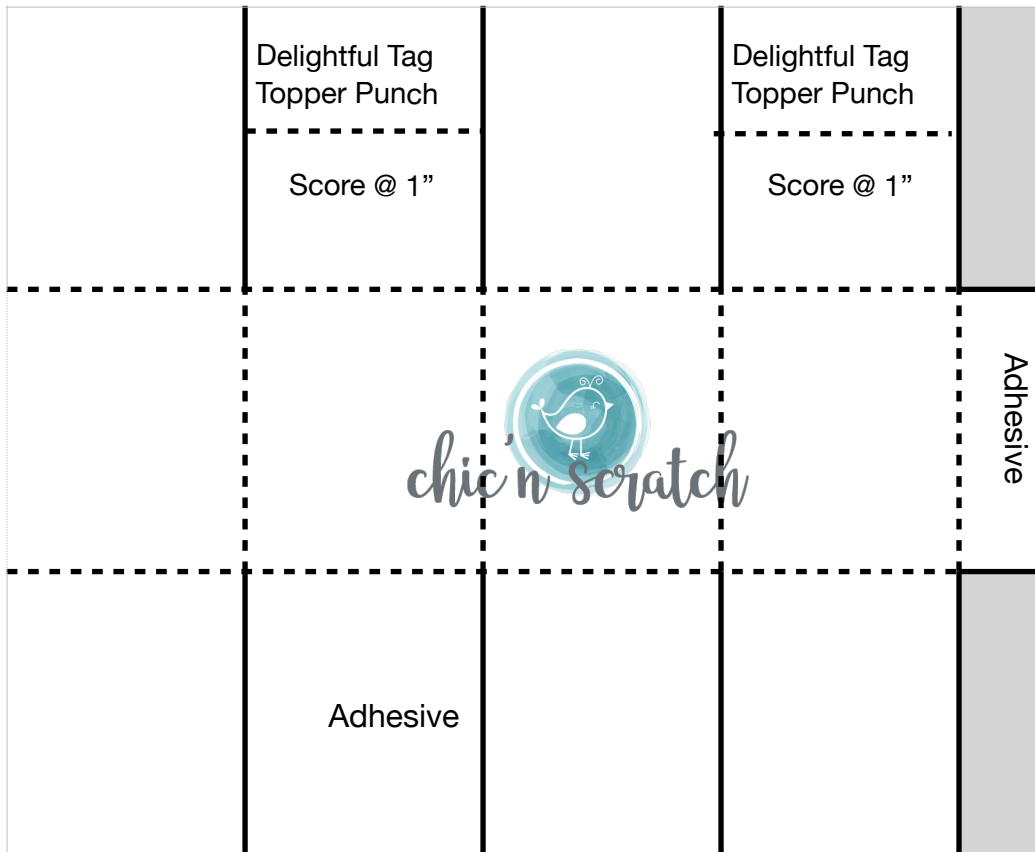 Delightful Tag
Topper Punch
Delightful Tag
Topper Punch
Score @ 1”
Score @ 1”
Adhesive
chic'n scratch
Adhesive